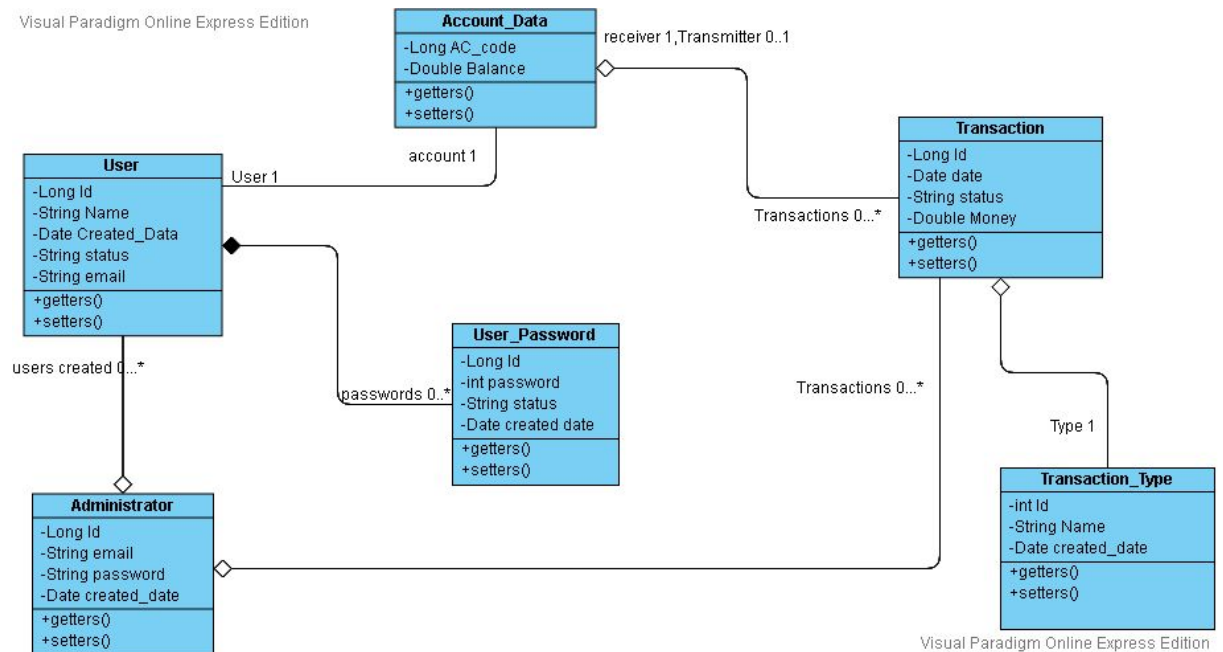 Visual Paradigm Online Express Edition
Account_Data
-Long AC_code
-Double Balance
+getters()
+setters()
receiver 1,Transmitter 0..1
account 1
User 1
User
-Long Id
-String Name
-Date Created_Data
-String status
-String email
+getters()
+setters()
Transaction
-Long Id
-Date date
-String status
-Double Money
+getters()
+setters()
Transactions 0...*
users created 0...*
passwords 0..*
User_Password
-Long Id
-int password
-String status
-Date created date
+getters()
+setters()
Transactions 0...*
Type 1
Administrator
-Long Id
-String email
-String password
-Date created_date
+getters()
+setters()
Transaction_Type
-int Id
-String Name
-Date created_date
+getters()
+setters()
Visual Paradigm Online Express Edition